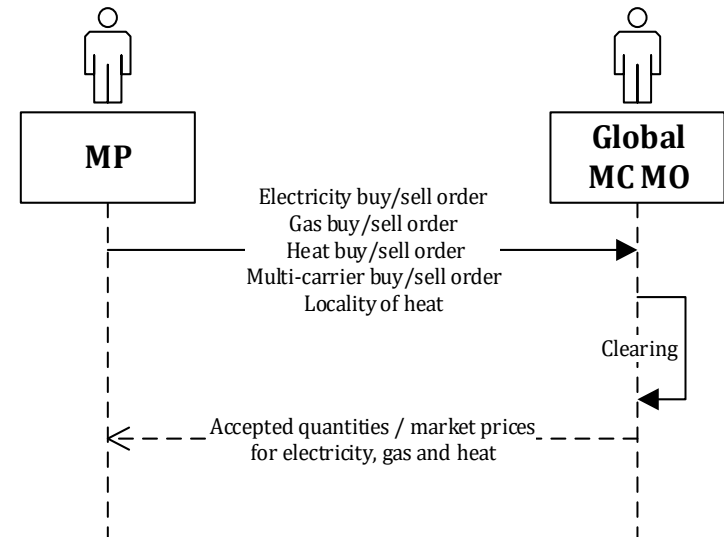 MP
Global
MC MO
Electricity buy/sell order
Gas buy/sell order
Heat buy/sell order
Multi-carrier buy/sell order
Locality of heat
Clearing
Accepted quantities / market prices
for electricity, gas and heat